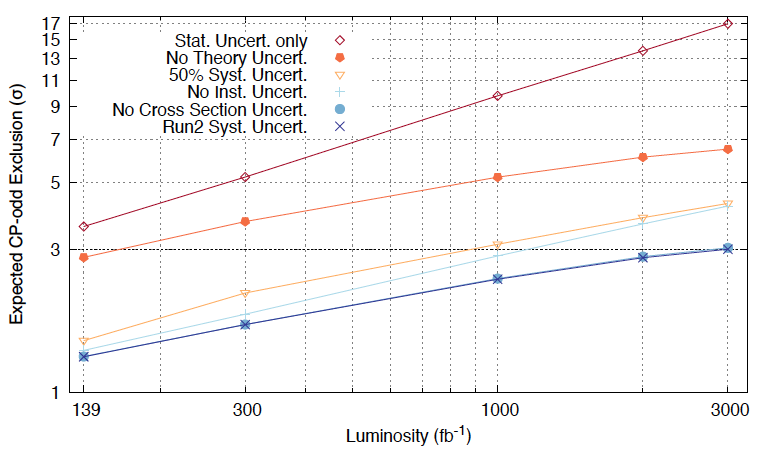 17
15
13
11
9
7
5
3
1
Expected CP-odd Exclusion (σ)
Stat. Uncert. only
No Theory Uncert.
50% Syst. Uncert.
No Inst. Uncert.
No Cross Section Uncert.
Run2 Syst. Uncert.
139 300 1000 3000
Luminosity (fb⁻¹)